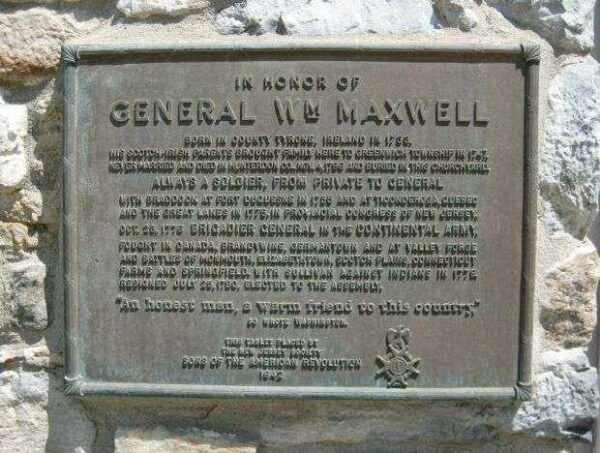 IN HONOR OF
GENERAL WM MAXWELL
BORN IN COUNTY TYRONE, IRELAND IN 1733.
HIS SCOTCH-IRISH PARENTS BROUGHT FAMILY HERE TO GREENWICH TOWNSHIP IN 1747.
NEVER MARRIED AND DIED IN HUNTERDON CO. NOV. 4, 1796 AND BURIED IN THIS CHURCHYARD.
ALWAYS A SOLDIER, FROM PRIVATE TO GENERAL
WITH BRADDOCK AT FORT DUQUESNE IN 1755 AND AT TICONDEROGA, QUEBEC
AND THE GREAT LAKES IN 1775, IN PROVINCIAL CONGRESS OF NEW JERSEY,
OCT. 23, 1776 BRIGADIER GENERAL IN THE CONTINENTAL ARMY.
FOUGHT IN CANADA, BRANDYWINE, GERMANTOWN AND AT VALLEY FORGE
AND BATTLES OF MONMOUTH, ELIZABETHTOWN, SCOTCH PLAINS, CONNECTICUT
FARMS AND SPRINGFIELD. WITH SULLIVAN AGAINST INDIANS IN 1779.
RESIGNED JULY 25, 1780, ELECTED TO THE ASSEMBLY.
"An honest man, a warm friend to this country,"
SO WROTE WASHINGTON.
THIS TABLET PLACED BY
THE NEW JERSEY SOCIETY
SONS OF THE AMERICAN REVOLUTION